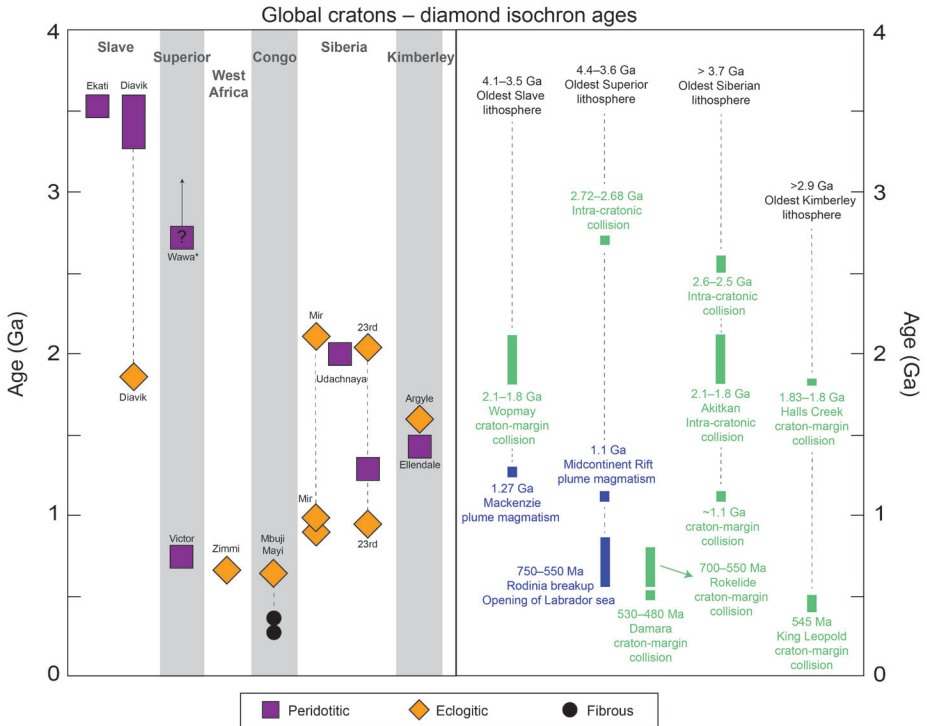 Global cratons – diamond isochron ages
Slave
Superior
West
Africa
Congo
Siberia
Kimberley
Ekati
Diavik
?
Wawa*
Diavik
Mir
23rd
Udachnaya
Argyle
Ellendale
Mir
23rd
Victor
Zimmi
Mbuji
Mayi
Age (Ga)
4
3
2
1
0
4.1–3.5 Ga
Oldest Slave
lithosphere
4.4–3.6 Ga
Oldest Superior
lithosphere
> 3.7 Ga
Oldest Siberian
lithosphere
>2.9 Ga
Oldest Kimberley
lithosphere
2.72–2.68 Ga
Intra-cratonic
collision
2.6–2.5 Ga
Intra-cratonic
collision
2.1–1.8 Ga
Wopmay
craton-margin
collision
2.1–1.8 Ga
Akitkan
Intra-cratonic
collision
1.83–1.8 Ga
Halls Creek
craton-margin
collision
1.27 Ga
Mackenzie
plume magmatism
1.1 Ga
Midcontinent Rift
plume magmatism
~1.1 Ga
craton-margin
collision
750–550 Ma
Rodinia breakup
Opening of Labrador sea
700–550 Ma
Rokelide
craton-margin
collision
530–480 Ma
Damara
craton-margin
collision
545 Ma
King Leopold
craton-margin
collision
4
3
2
1
0
Age (Ga)
Peridotitic
Eclogitic
Fibrous